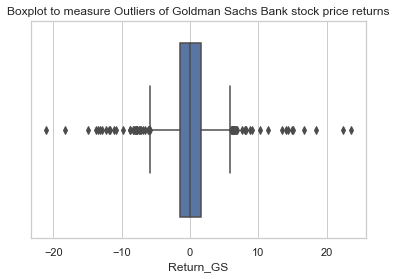 Boxplot to measure Outliers of Goldman Sachs Bank stock price returns
−20 −10 0 10 20
Return_GS